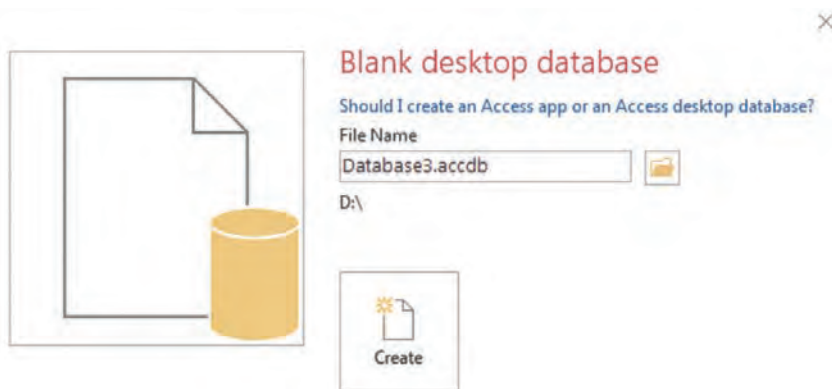 Blank desktop database
Should I create an Access app or an Access desktop database?
File Name
Database3.accdb
D:\
Create